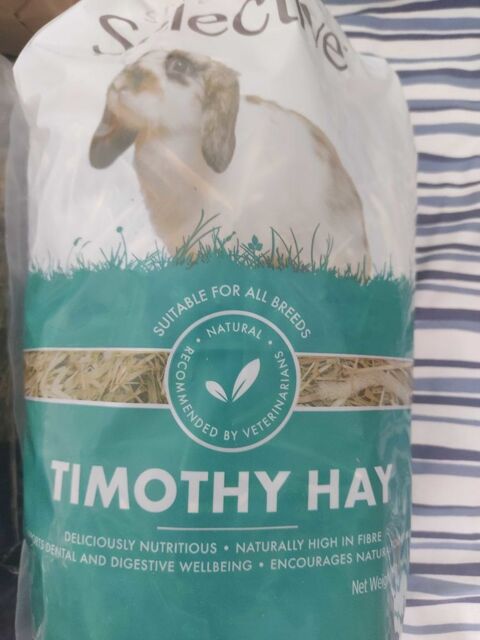 Selective
SUITABLE FOR ALL BREEDS
• NATURAL •
RECOMMENDED BY VETERINARIANS
TIMOTHY HAY
DELICIOUSLY NUTRITIOUS • NATURALLY HIGH IN FIBRE
DENTAL AND DIGESTIVE WELLBEING • ENCOURAGES
Net